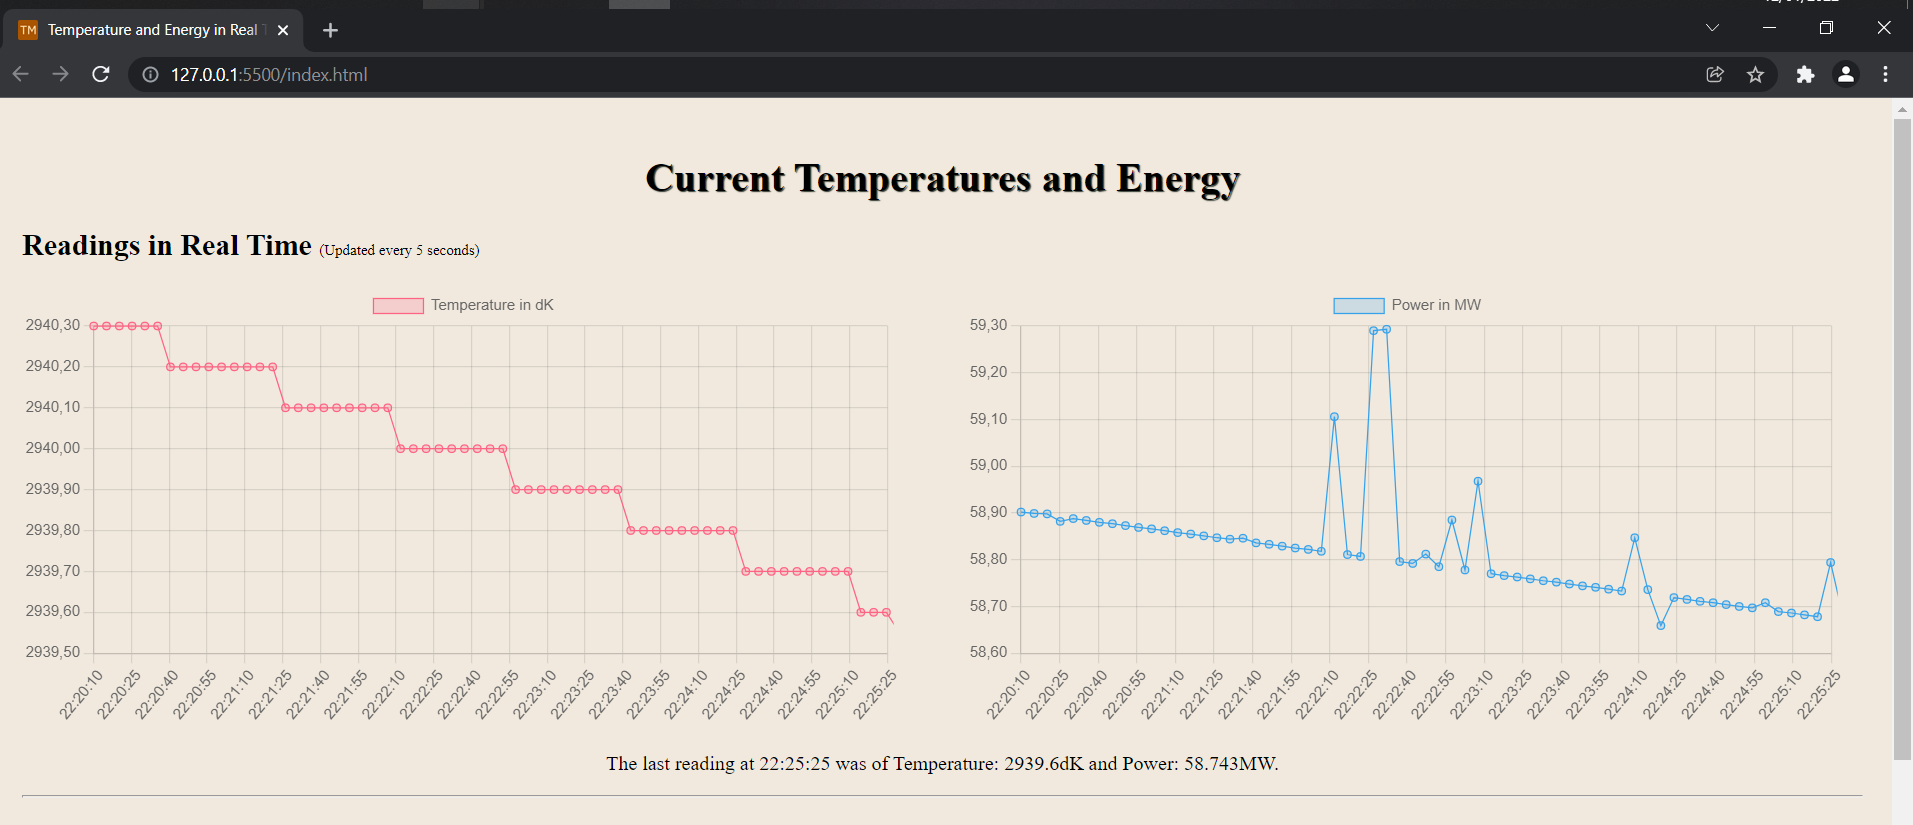 Temperature and Energy in Real
127.0.0.1:5500/index.html
Current Temperatures and Energy
Readings in Real Time (Updated every 5 seconds)
Temperature in dK
2940,30
2940,20
2940,10
2940,00
2939,90
2939,80
2939,70
2939,60
2939,50
22:20:10 22:20:25 22:20:40 22:20:55 22:21:10 22:21:25 22:21:40 22:21:55 22:22:10 22:22:25 22:22:40 22:22:55 22:23:10 22:23:25 22:23:40 22:23:55 22:24:10 22:24:25 22:24:40 22:24:55 22:25:10 22:25:25
Power in MW
59,30
59,20
59,10
59,00
58,90
58,80
58,70
58,60
22:20:10 22:20:25 22:20:40 22:20:55 22:21:10 22:21:25 22:21:40 22:21:55 22:22:10 22:22:25 22:22:40 22:22:55 22:23:10 22:23:25 22:23:40 22:23:55 22:24:10 22:24:25 22:24:40 22:24:55 22:25:10 22:25:25
The last reading at 22:25:25 was of Temperature: 2939.6dK and Power: 58.743MW.